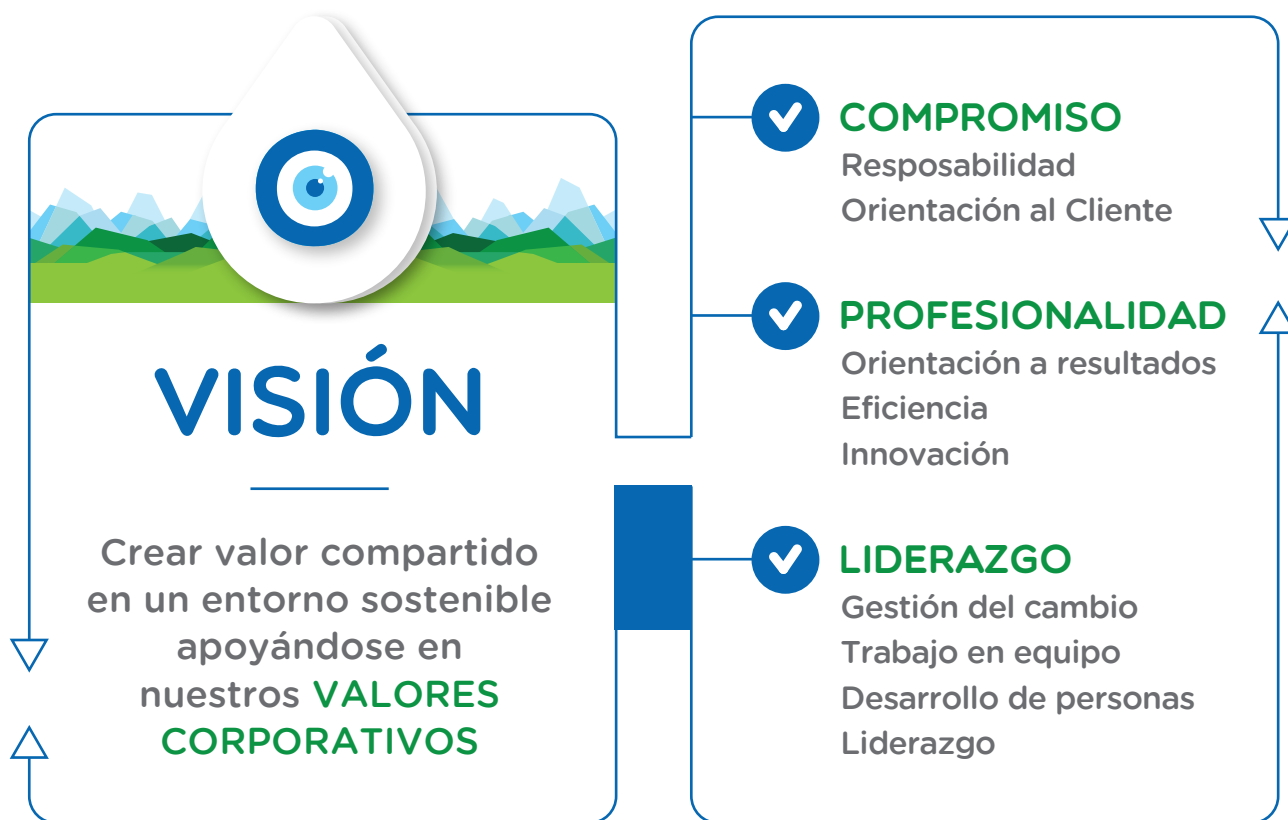 VISIÓN
Crear valor compartido
en un entorno sostenible
apoyándose en
nuestros VALORES
CORPORATIVOS
COMPROMISO
Resposabilidad
Orientación al Cliente
PROFESIONALIDAD
Orientación a resultados
Eficiencia
Innovación
LIDERAZGO
Gestión del cambio
Trabajo en equipo
Desarrollo de personas
Liderazgo